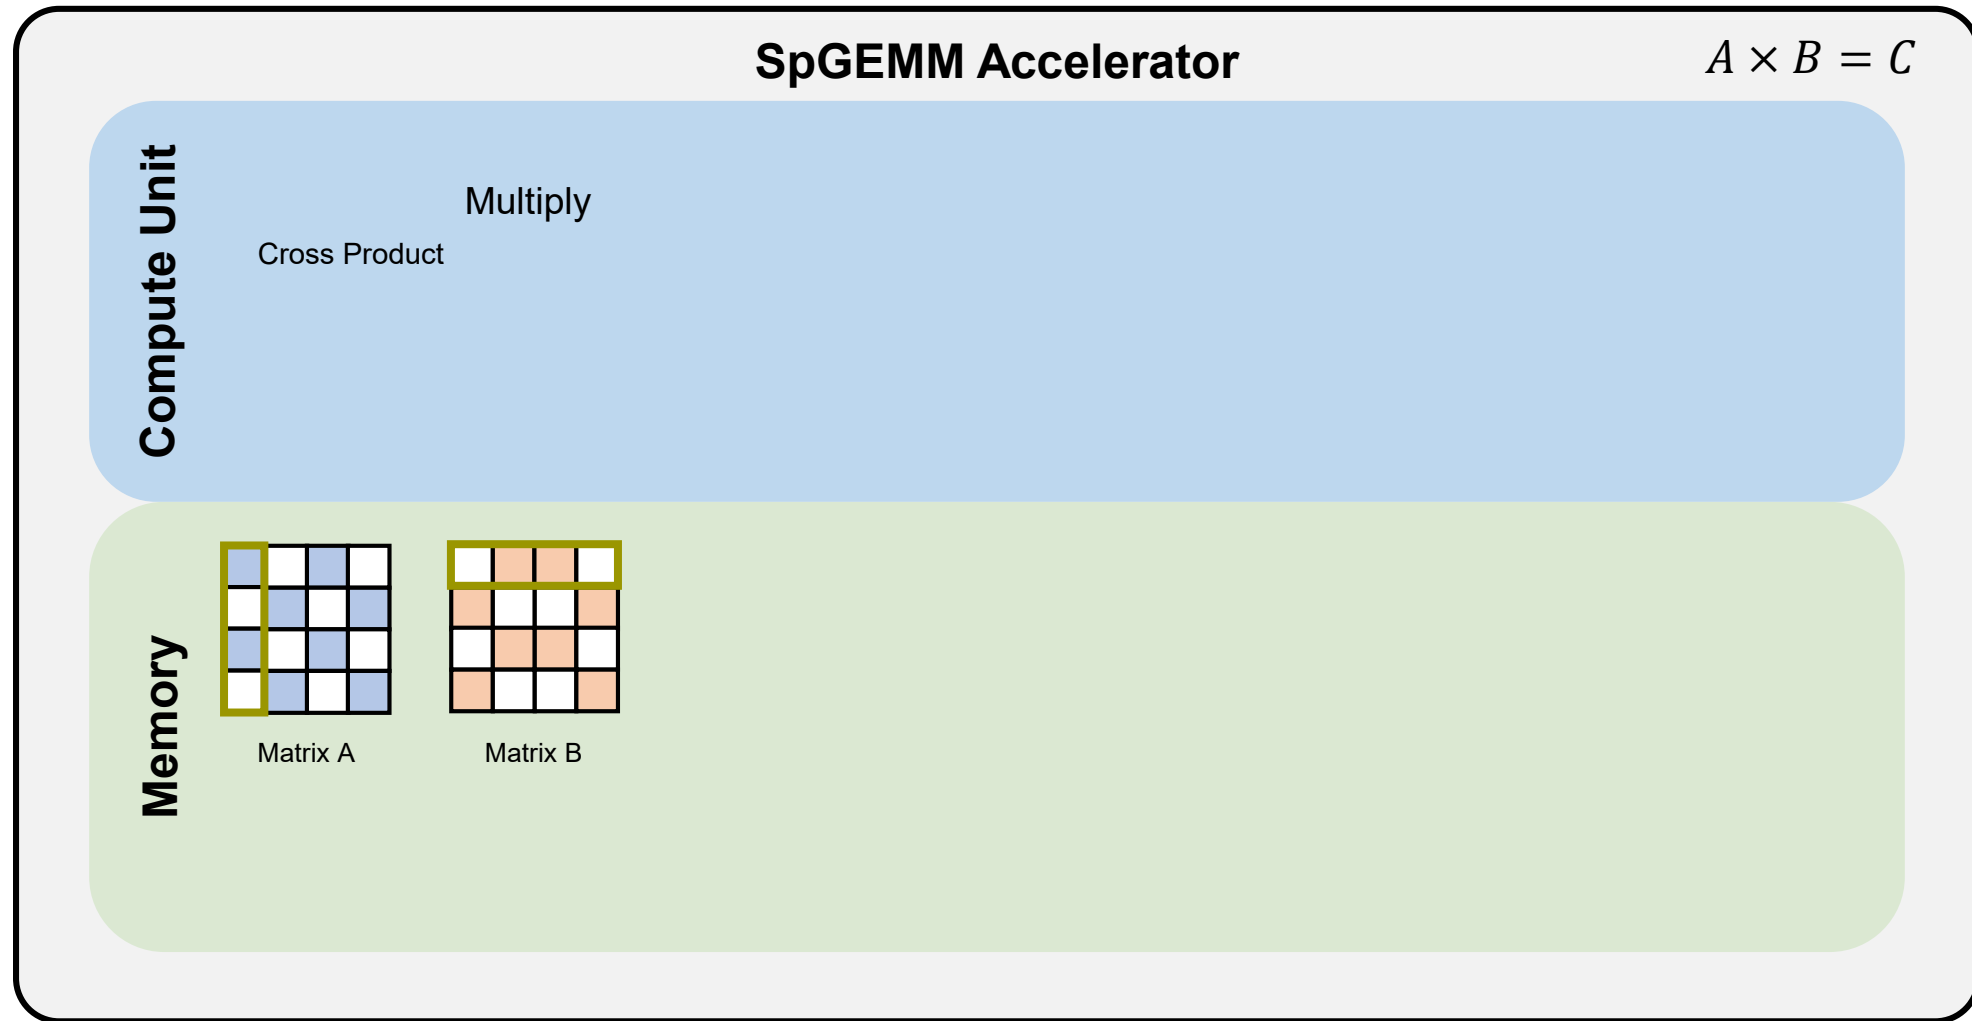 SpGEMM Accelerator
A × B = C
Compute Unit
Multiply
Cross Product
Memory
Matrix A
Matrix B